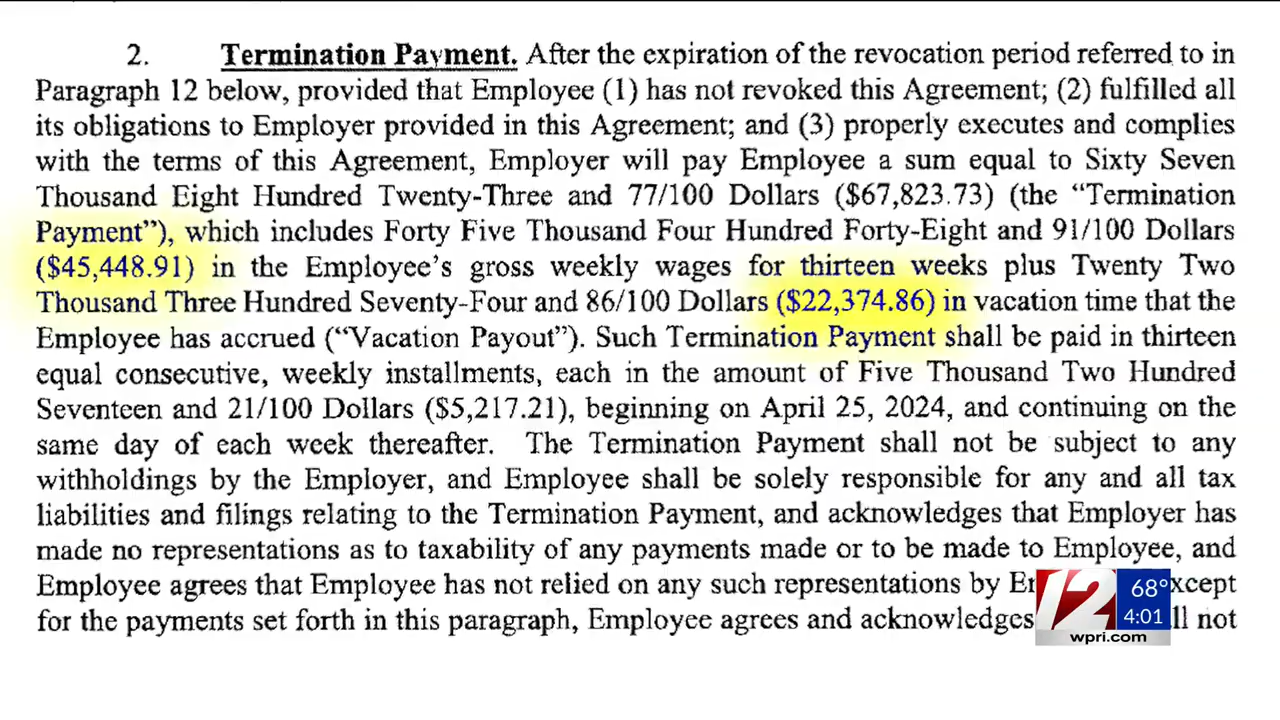 2. Termination Payment. After the expiration of the revocation period referred to in
Paragraph 12 below, provided that Employee (1) has not revoked this Agreement; (2) fulfilled all
its obligations to Employer provided in this Agreement; and (3) properly executes and complies
with the terms of this Agreement, Employer will pay Employee a sum equal to Sixty Seven
Thousand Eight Hundred Twenty-Three and 77/100 Dollars ($67,823.73) (the “Termination
Payment”), which includes Forty Five Thousand Four Hundred Forty-Eight and 91/100 Dollars
($45,448.91) in the Employee’s gross weekly wages for thirteen weeks plus Twenty Two
Thousand Three Hundred Seventy-Four and 86/100 Dollars ($22,374.86) in vacation time that the
Employee has accrued (“Vacation Payout”). Such Termination Payment shall be paid in thirteen
equal consecutive, weekly installments, each in the amount of Five Thousand Two Hundred
Seventeen and 21/100 Dollars ($5,217.21), beginning on April 25, 2024, and continuing on the
same day of each week thereafter. The Termination Payment shall not be subject to any
withholdings by the Employer, and Employee shall be solely responsible for any and all tax
liabilities and filings relating to the Termination Payment, and acknowledges that Employer has
made no representations as to taxability of any payments made or to be made to Employee, and
Employee agrees that Employee has not relied on any such representations by
for the payments set forth in this paragraph, Employee agrees and acknowledges not
12
68°
4:01
wpri.com